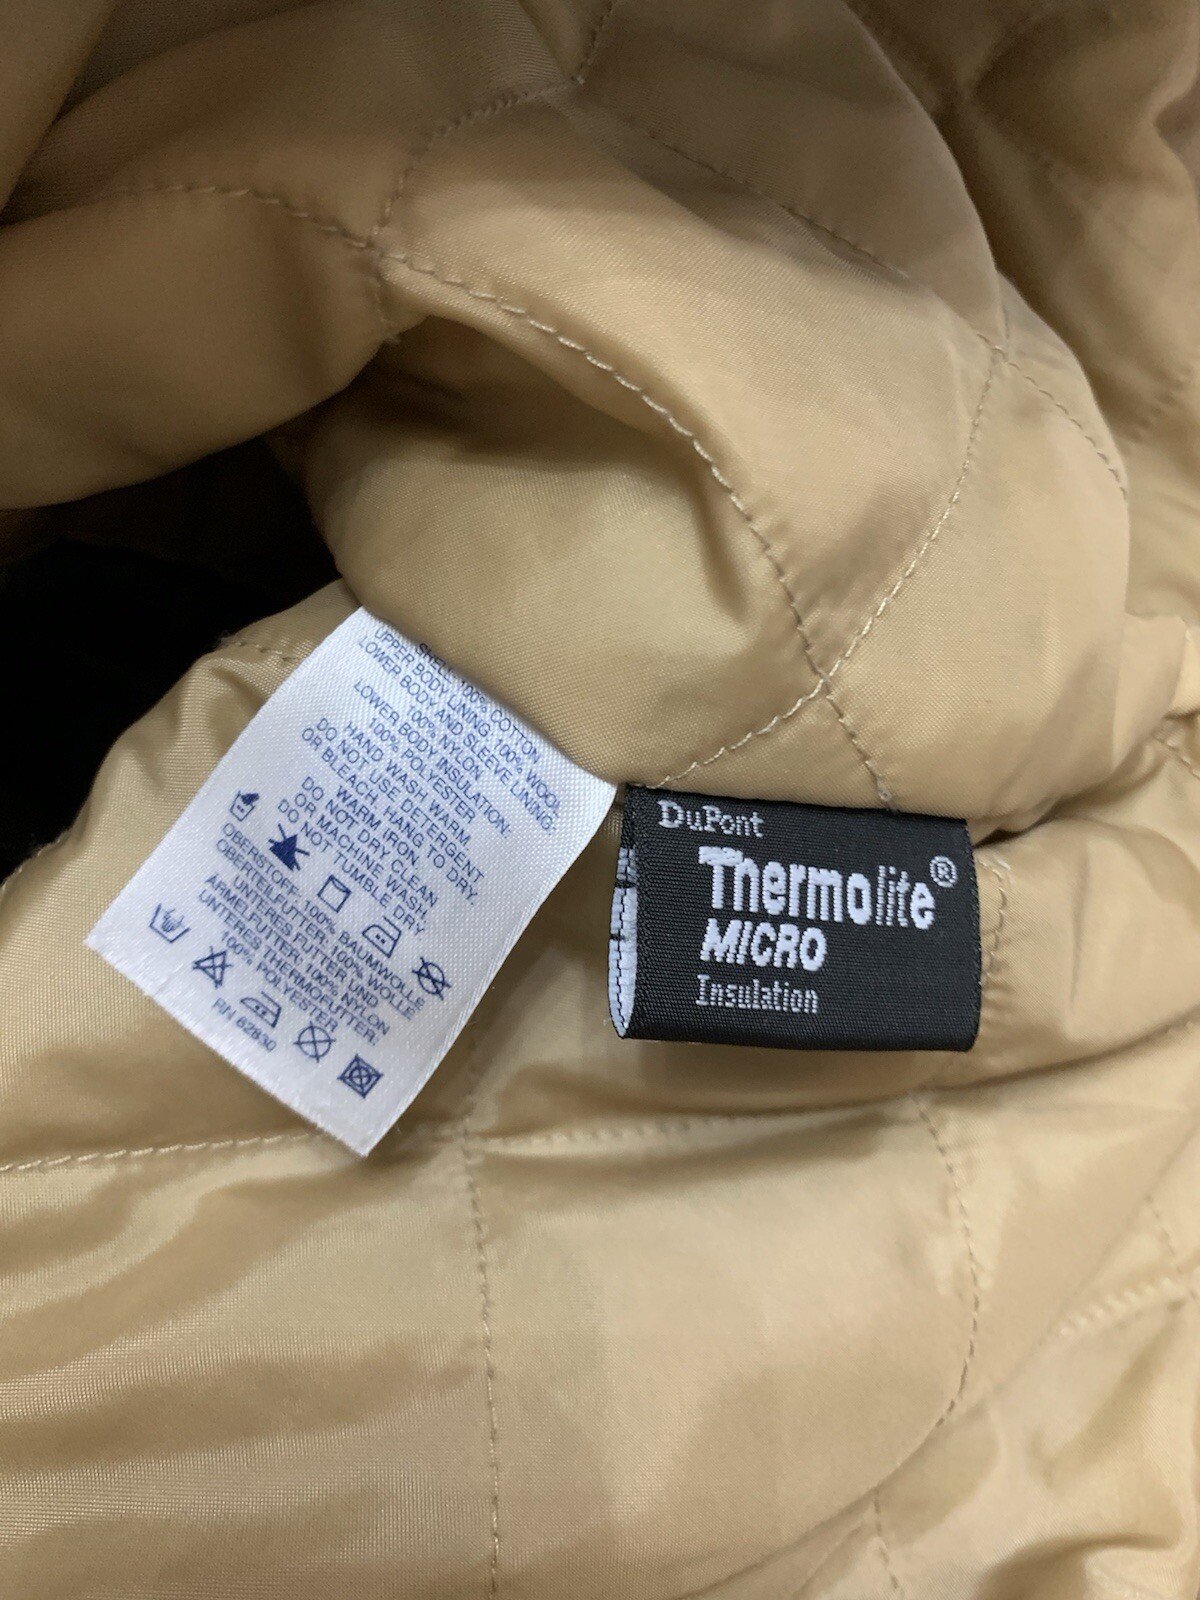 SHELL 100% COTTON
UPPER BODY LINING 100% WOOL
LOWER BODY AND SLEEVE LINING:
100% NYLON
LOWER BODY INSULATION:
100% POLYESTER
HAND WASH WARM.
DO NOT USE DETERGENT
OR BLEACH. HANG TO DRY.
WARM IRON.
DO NOT DRY CLEAN
OR MACHINE WASH.
DO NOT TUMBLE DRY
OBERSTOFF: 100% BAUMWOLLE
OBERTEILFUTTER: 100% WOLLE
UNTERES FUTTER UND
ARMELFUTTER: 100% NYLON
UNTERES THERMOFUTTER:
100% POLYESTER
RN 62830
DuPont
Thermolite®
MICRO
Insulation